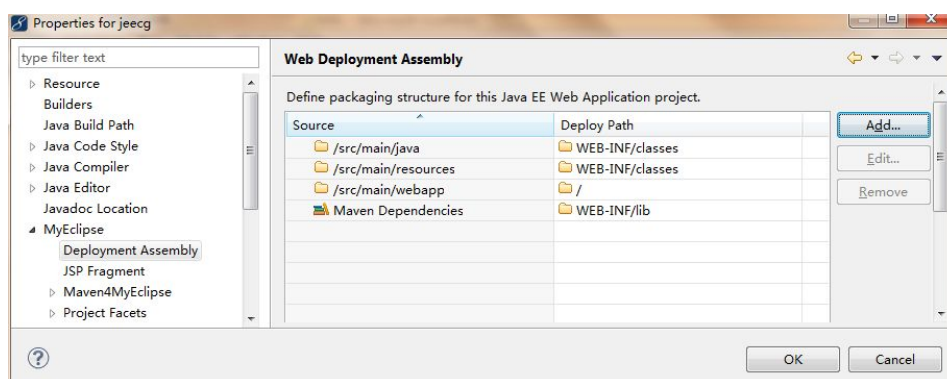 Properties for jeecg
type filter text
Resource
Builders
Java Build Path
Java Code Style
Java Compiler
Java Editor
Javadoc Location
MyEclipse
Deployment Assembly
JSP Fragment
Maven4MyEclipse
Project Facets
Web Deployment Assembly
Define packaging structure for this Java EE Web Application project.
Source Deploy Path
/src/main/java WEB-INF/classes
/src/main/resources WEB-INF/classes
/src/main/webapp /
Maven Dependencies WEB-INF/lib
Add...
Edit...
Remove
OK Cancel